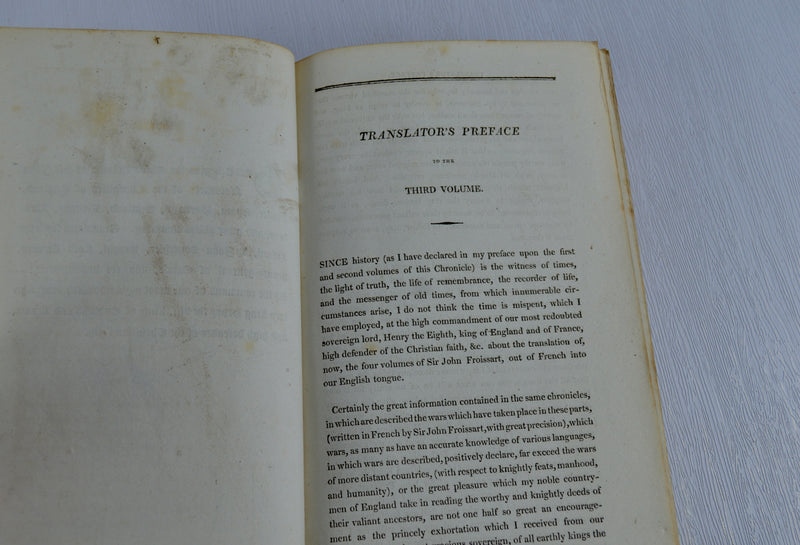 TRANSLATOR'S PREFACE
TO THE
THIRD VOLUME.
SINCE history (as I have declared in my preface upon the first
and second volumes of this Chronicle) is the witness of times,
the light of truth, the life of remembrance, the recorder of life,
and the messenger of old times, from which innumerable cir-
cumstances arise, I do not think the time is mispent, which I
have employed, at the high commandment of our most redoubted
sovereign lord, Henry the Eighth, king of England and of France,
high defender of the Christian faith, &c. about the translation of,
now, the four volumes of Sir John Froissart, out of French into
our English tongue.
Certainly the great information contained in the same chronicles,
in which are described the wars which have taken place in these parts,
(written in French by Sir John Froissart, with great precision), which
wars, as many as have an accurate knowledge of various languages,
in which wars are described, positively declare, far exceed the wars
of more distant countries, (with respect to knightly feats, manhood,
and humanity), or the great pleasure which my noble country-
men of England take in reading the worthy and knightly deeds of
their valiant ancestors, are not one half so great an encourage-
ment as the princely exhortation which I received from our
sovereign, of all earthly kings the